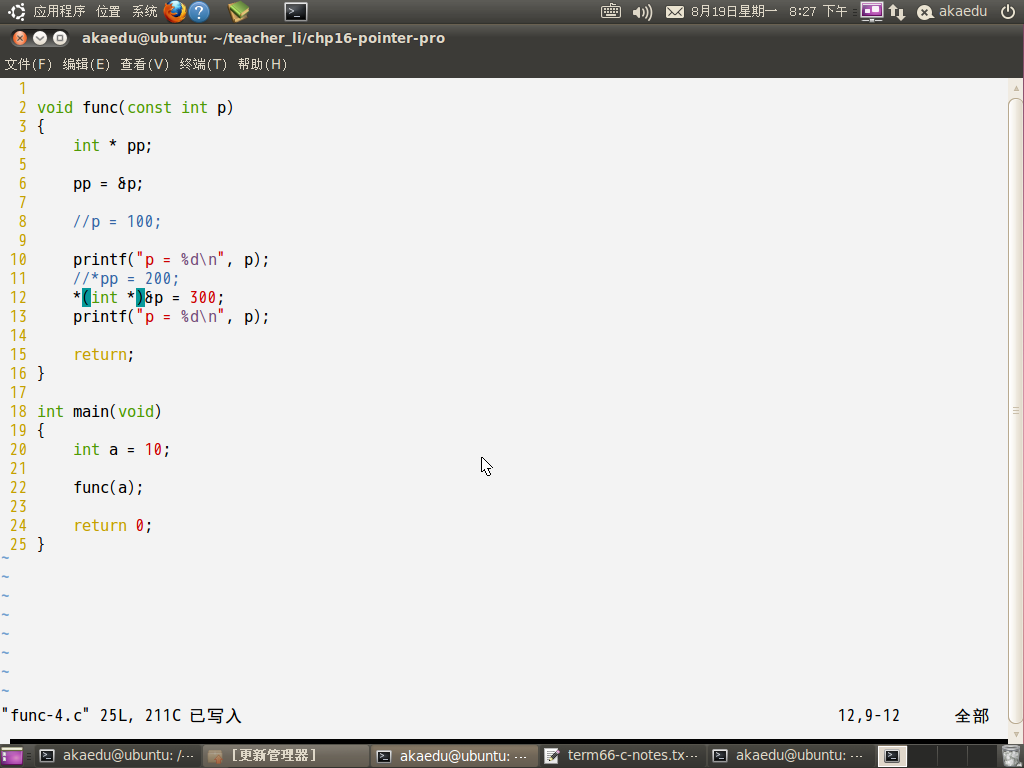 应用程序 位置 系统 8月19日星期一 8:27 下午 akaedu
akaedu@ubuntu: ~/teacher_li/chp16-pointer-pro
文件(F) 编辑(E) 查看(V) 终端(T) 帮助(H)
1
2 void func(const int p)
3 {
4     int * pp;
5
6     pp = &p;
7
8     //p = 100;
9
10     printf("p = %d\n", p);
11     //*pp = 200;
12     *(int *)&p = 300;
13     printf("p = %d\n", p);
14
15     return;
16 }
17
18 int main(void)
19 {
20     int a = 10;
21
22     func(a);
23
24     return 0;
25 }
~
~
~
~
~
~
~
~
"func-4.c" 25L, 211C 已写入 12,9-12 全部
akaedu@ubuntu: /··· [更新管理器] akaedu@ubuntu: ··· term66-c-notes.tx··· akaedu@ubuntu: ···